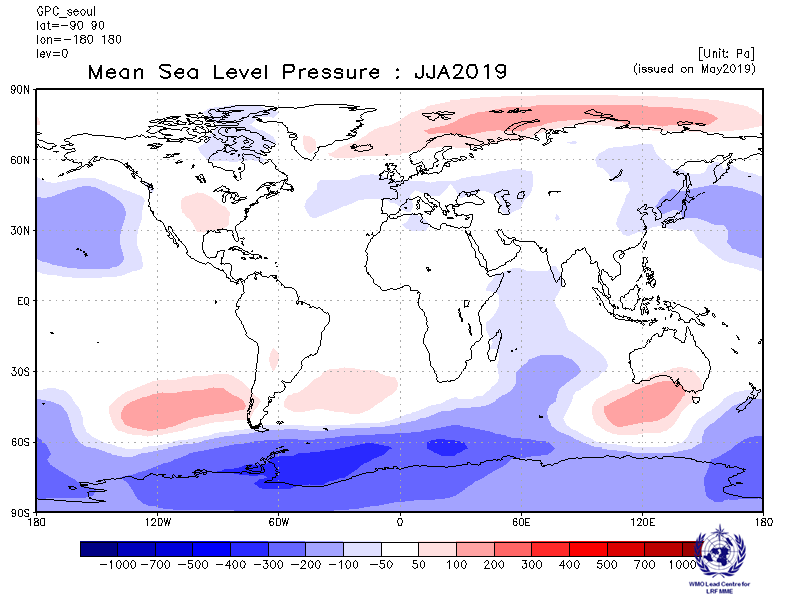 GPC_seoul
lat=-90 90
lon=-180 180
lev=0
[Unit: Pa]
Mean Sea Level Pressure : JJA2019
(issued on May2019)
90N
60N
30N
EQ
30S
60S
90S
180 120W 60W 0 60E 120E 180
-1000 -700 -500 -400 -300 -200 -100 -50 50 100 200 300 400 500 700 1000
WMO Lead Centre for
LRF MME